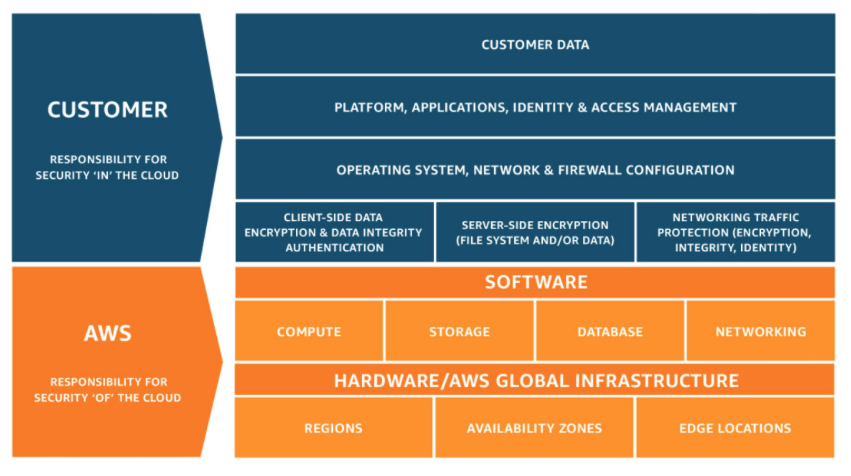 CUSTOMER
RESPONSIBILITY FOR
SECURITY ‘IN’ THE CLOUD
CUSTOMER DATA
PLATFORM, APPLICATIONS, IDENTITY & ACCESS MANAGEMENT
OPERATING SYSTEM, NETWORK & FIREWALL CONFIGURATION
CLIENT-SIDE DATA
ENCRYPTION & DATA INTEGRITY
AUTHENTICATION
SERVER-SIDE ENCRYPTION
(FILE SYSTEM AND/OR DATA)
NETWORKING TRAFFIC
PROTECTION (ENCRYPTION,
INTEGRITY, IDENTITY)
AWS
RESPONSIBILITY FOR
SECURITY ‘OF’ THE CLOUD
SOFTWARE
COMPUTE
STORAGE
DATABASE
NETWORKING
HARDWARE/AWS GLOBAL INFRASTRUCTURE
REGIONS
AVAILABILITY ZONES
EDGE LOCATIONS